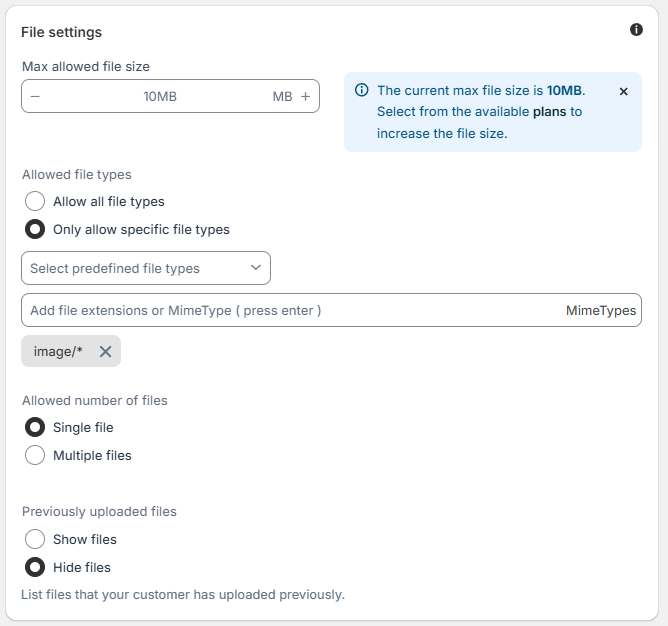 File settings
Max allowed file size
10MB MB
The current max file size is 10MB.
Select from the available plans to
increase the file size.
Allowed file types
Allow all file types
Only allow specific file types
Select predefined file types
Add file extensions or MimeType ( press enter ) MimeTypes
image/*
Allowed number of files
Single file
Multiple files
Previously uploaded files
Show files
Hide files
List files that your customer has uploaded previously.